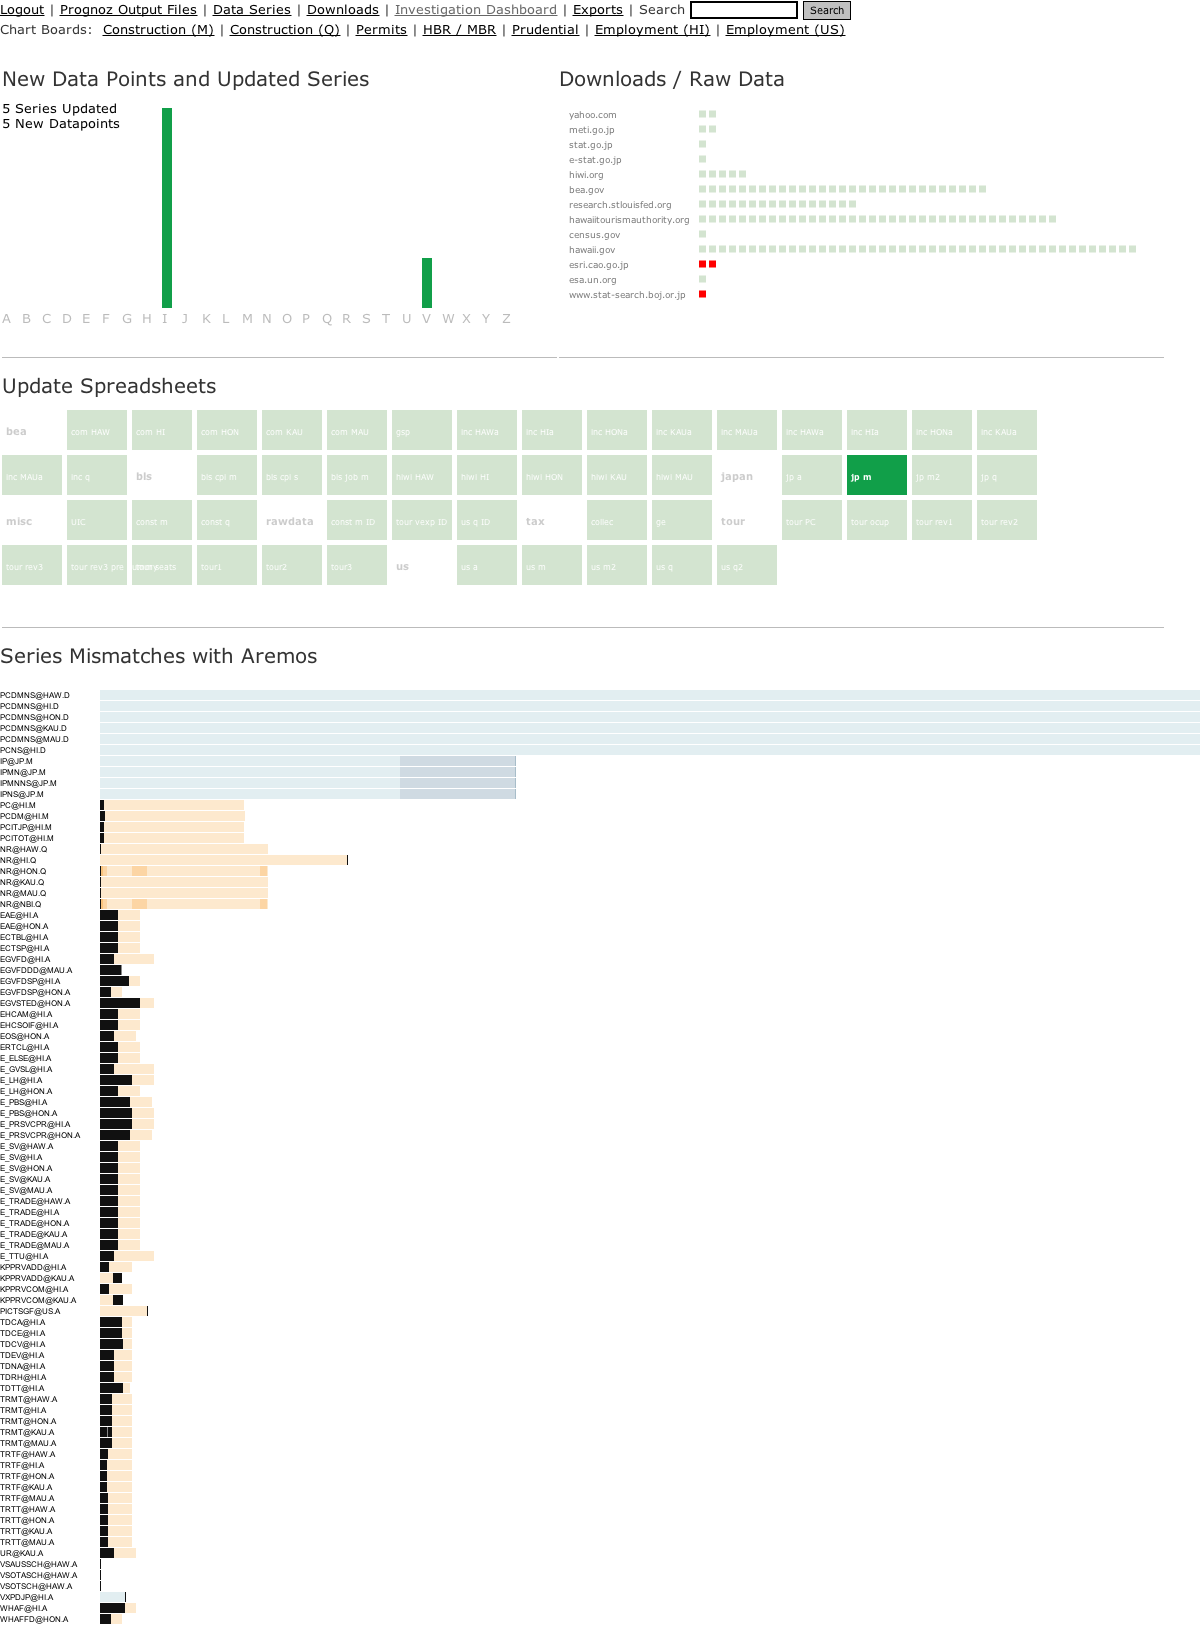 Logout | Prognoz Output Files | Data Series | Downloads | Investigation Dashboard | Exports | Search Search
Chart Boards: Construction (M) | Construction (Q) | Permits | HBR / MBR | Prudential | Employment (HI) | Employment (US)
New Data Points and Updated Series
5 Series Updated
5 New Datapoints
A B C D E F G H I J K L M N O P Q R S T U V W X Y Z
Downloads / Raw Data
yahoo.com
meti.go.jp
stat.go.jp
e-stat.go.jp
hiwi.org
bea.gov
research.stlouisfed.org
hawaiitourismauthority.org
census.gov
hawaii.gov
esri.cao.go.jp
esa.un.org
www.stat-search.boj.or.jp
Update Spreadsheets
bea com HAW com HI com HON com KAU com MAU gsp inc HAWa inc HIa inc HONa inc KAUa inc MAUa inc HAWa inc HIa inc HONa inc KAUa
inc MAUa inc q bls bls cpi m bls cpi s bls job m hiwi HAW hiwi HI hiwi HON hiwi KAU hiwi MAU japan jp a jp m jp m2 jp q
misc UIC const m const q rawdata const m ID tour vexp ID us q ID tax collec ge tour tour PC tour ocup tour rsv1 tour rsv2
tour rev3 tour rev3 pre tour seats tour1 tour2 tour3 us us a us m us m2 us q us q2
Series Mismatches with Aremos
PCDMNS@HAW.D
PCDMNS@HI.D
PCDMNS@HON.D
PCDMNS@KAU.D
PCDMNS@MAU.D
PCNS@HI.D
IP@JP.M
IPMN@JP.M
IPMNNS@JP.M
IPNS@JP.M
PC@HI.M
PCDM@HI.M
PCITJP@HI.M
PCITOT@HI.M
NR@HAW.Q
NR@HI.Q
NR@HON.Q
NR@KAU.Q
NR@MAU.Q
NR@NBI.Q
EAE@HI.A
EAE@HON.A
ECTBL@HI.A
ECTSP@HI.A
EGVFD@HI.A
EGVFDDD@MAU.A
EGVFDSP@HI.A
EGVFDSP@HON.A
EGVSTED@HON.A
EHCAM@HI.A
EHCSOIF@HI.A
EOS@HON.A
ERTCL@HI.A
E_ELSE@HI.A
E_GVSL@HI.A
E_LH@HI.A
E_LH@HON.A
E_PBS@HI.A
E_PBS@HON.A
E_PRSVCPR@HI.A
E_PRSVCPR@HON.A
E_SV@HAW.A
E_SV@HI.A
E_SV@HON.A
E_SV@KAU.A
E_SV@MAU.A
E_TRADE@HAW.A
E_TRADE@HI.A
E_TRADE@HON.A
E_TRADE@KAU.A
E_TRADE@MAU.A
E_TTU@HI.A
KPPRVADD@HI.A
KPPRVADD@KAU.A
KPPRVCOM@HI.A
KPPRVCOM@KAU.A
PICTSGF@US.A
TDCA@HI.A
TDCE@HI.A
TDCV@HI.A
TDEV@HI.A
TDNA@HI.A
TDRH@HI.A
TDTT@HI.A
TRMT@HAW.A
TRMT@HI.A
TRMT@HON.A
TRMT@KAU.A
TRMT@MAU.A
TRTF@HAW.A
TRTF@HI.A
TRTF@HON.A
TRTF@KAU.A
TRTF@MAU.A
TRTT@HAW.A
TRTT@HON.A
TRTT@KAU.A
TRTT@MAU.A
UR@KAU.A
VSAUSSCH@HAW.A
VSOTASCH@HAW.A
VSOTSCH@HAW.A
VXPDJP@HI.A
WHAF@HI.A
WHAFFD@HON.A